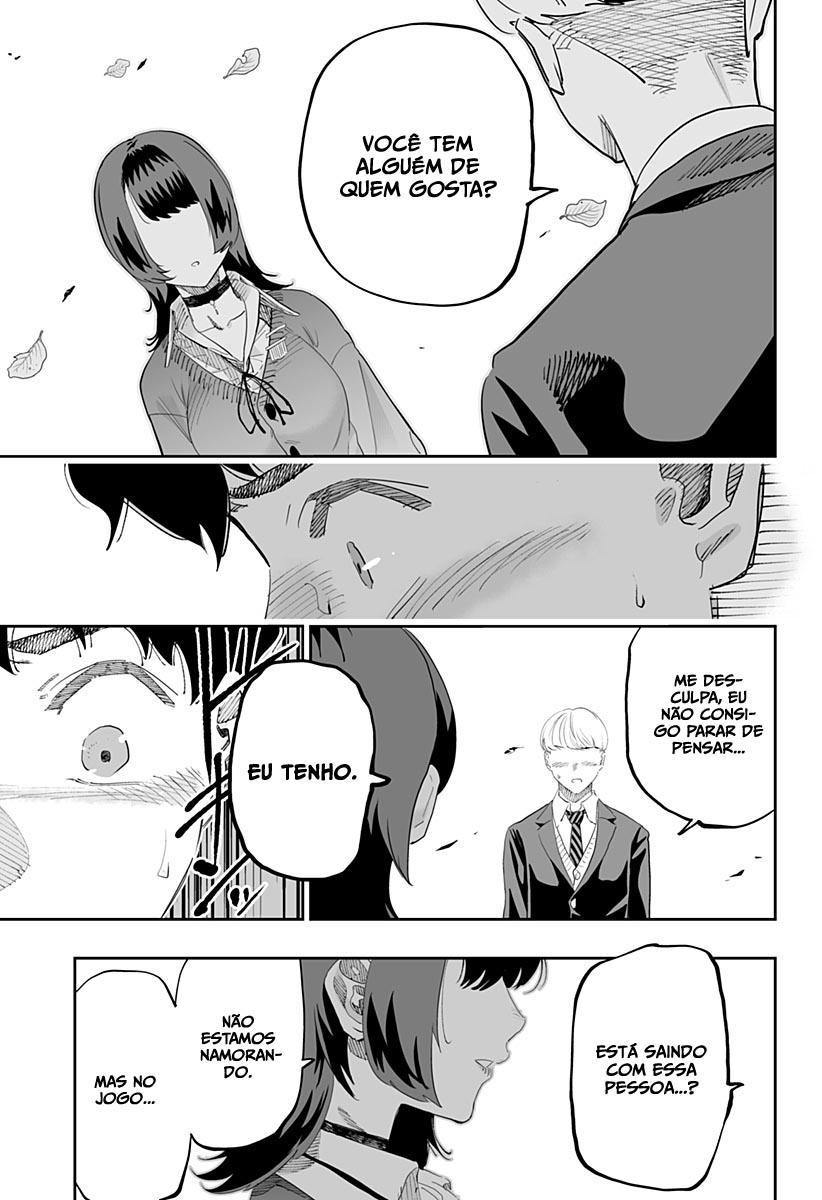 VOCÊ TEM
ALGUÉM DE
QUEM GOSTA?
ME DES-
CULPA, EU
NÃO CONSI-
GO PARAR DE
PENSAR...
EU TENHO.
ESTÁ SAINDO
COM ESSA
PESSOA...?
NÃO
ESTAMOS
NAMORAN-
DO.
MAS NO
JOGO...